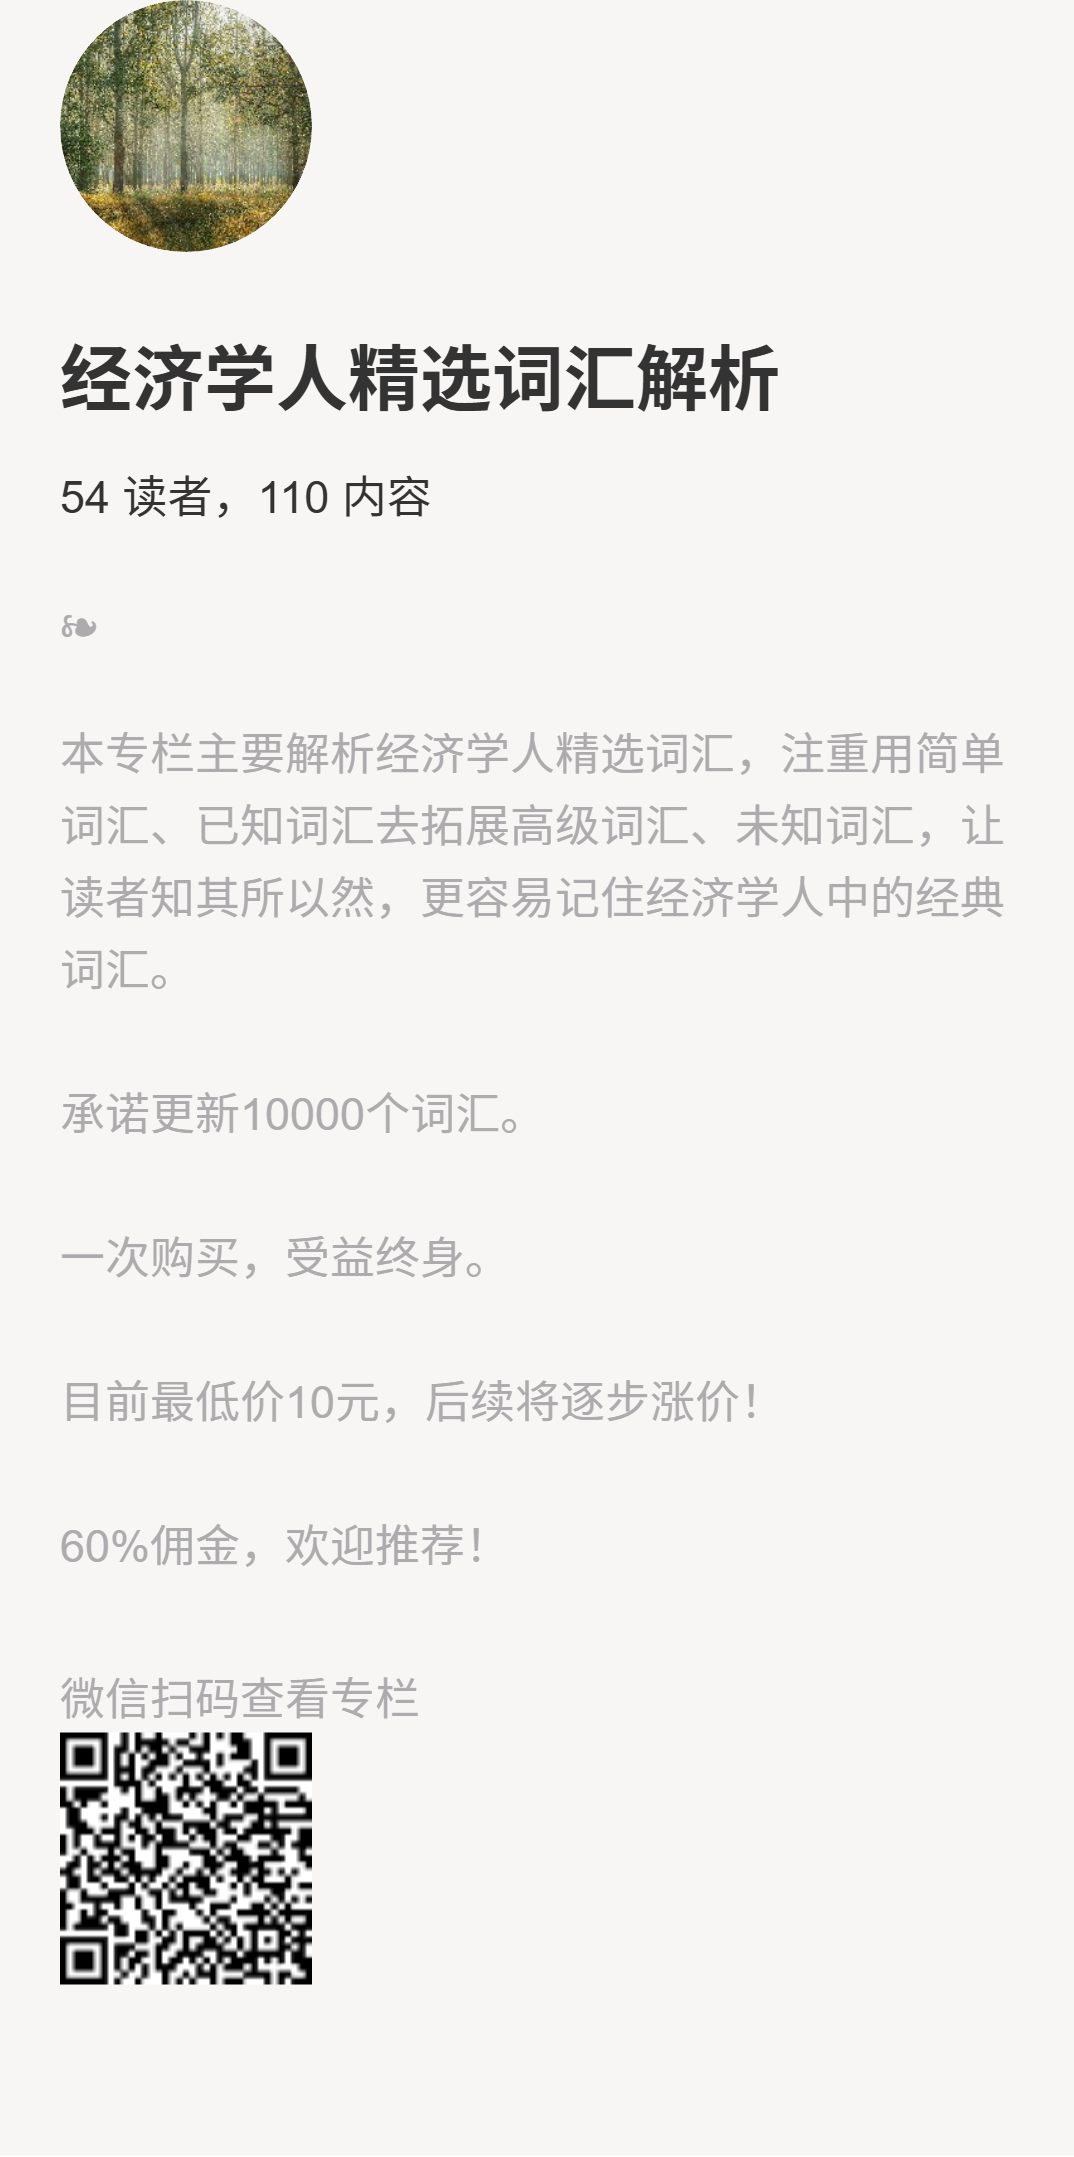 经济学人精选词汇解析
54 读者，110 内容
❧
本专栏主要解析经济学人精选词汇，注重用简单
词汇、已知词汇去拓展高级词汇、未知词汇，让
读者知其所以然，更容易记住经济学人中的经典
词汇。
承诺更新10000个词汇。
一次购买，受益终身。
目前最低价10元，后续将逐步涨价！
60%佣金，欢迎推荐！
微信扫码查看专栏